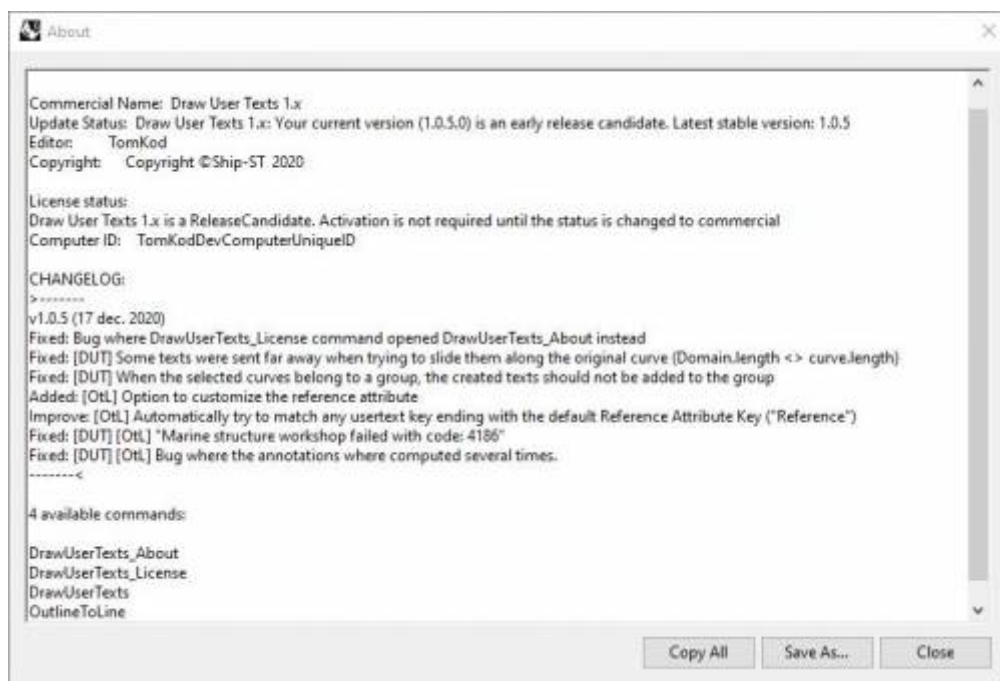 About
Commercial Name: Draw User Texts 1.x
Update Status: Draw User Texts 1.x: Your current version (1.0.5.0) is an early release candidate. Latest stable version: 1.0.5
Editor: TomKod
Copyright: Copyright ©Ship-ST 2020
License status:
Draw User Texts 1.x is a ReleaseCandidate. Activation is not required until the status is changed to commercial
Computer ID: TomKodDevComputerUniqueID
CHANGELOG:
>-------
v1.0.5 (17 dec. 2020)
Fixed: Bug where DrawUserTexts_License command opened DrawUserTexts_About instead
Fixed: [DUT] Some texts were sent far away when trying to slide them along the original curve (Domain.length <> curve.length)
Fixed: [DUT] When the selected curves belong to a group, the created texts should not be added to the group
Added: [OtL] Option to customize the reference attribute
Improve: [OtL] Automatically try to match any usertext key ending with the default Reference Attribute Key ("Reference")
Fixed: [DUT] [OtL] "Marine structure workshop failed with code: 4186"
Fixed: [DUT] [OtL] Bug where the annotations where computed several times.
-------<
4 available commands:
DrawUserTexts_About
DrawUserTexts_License
DrawUserTexts
OutlineToLine
Copy All
Save As...
Close